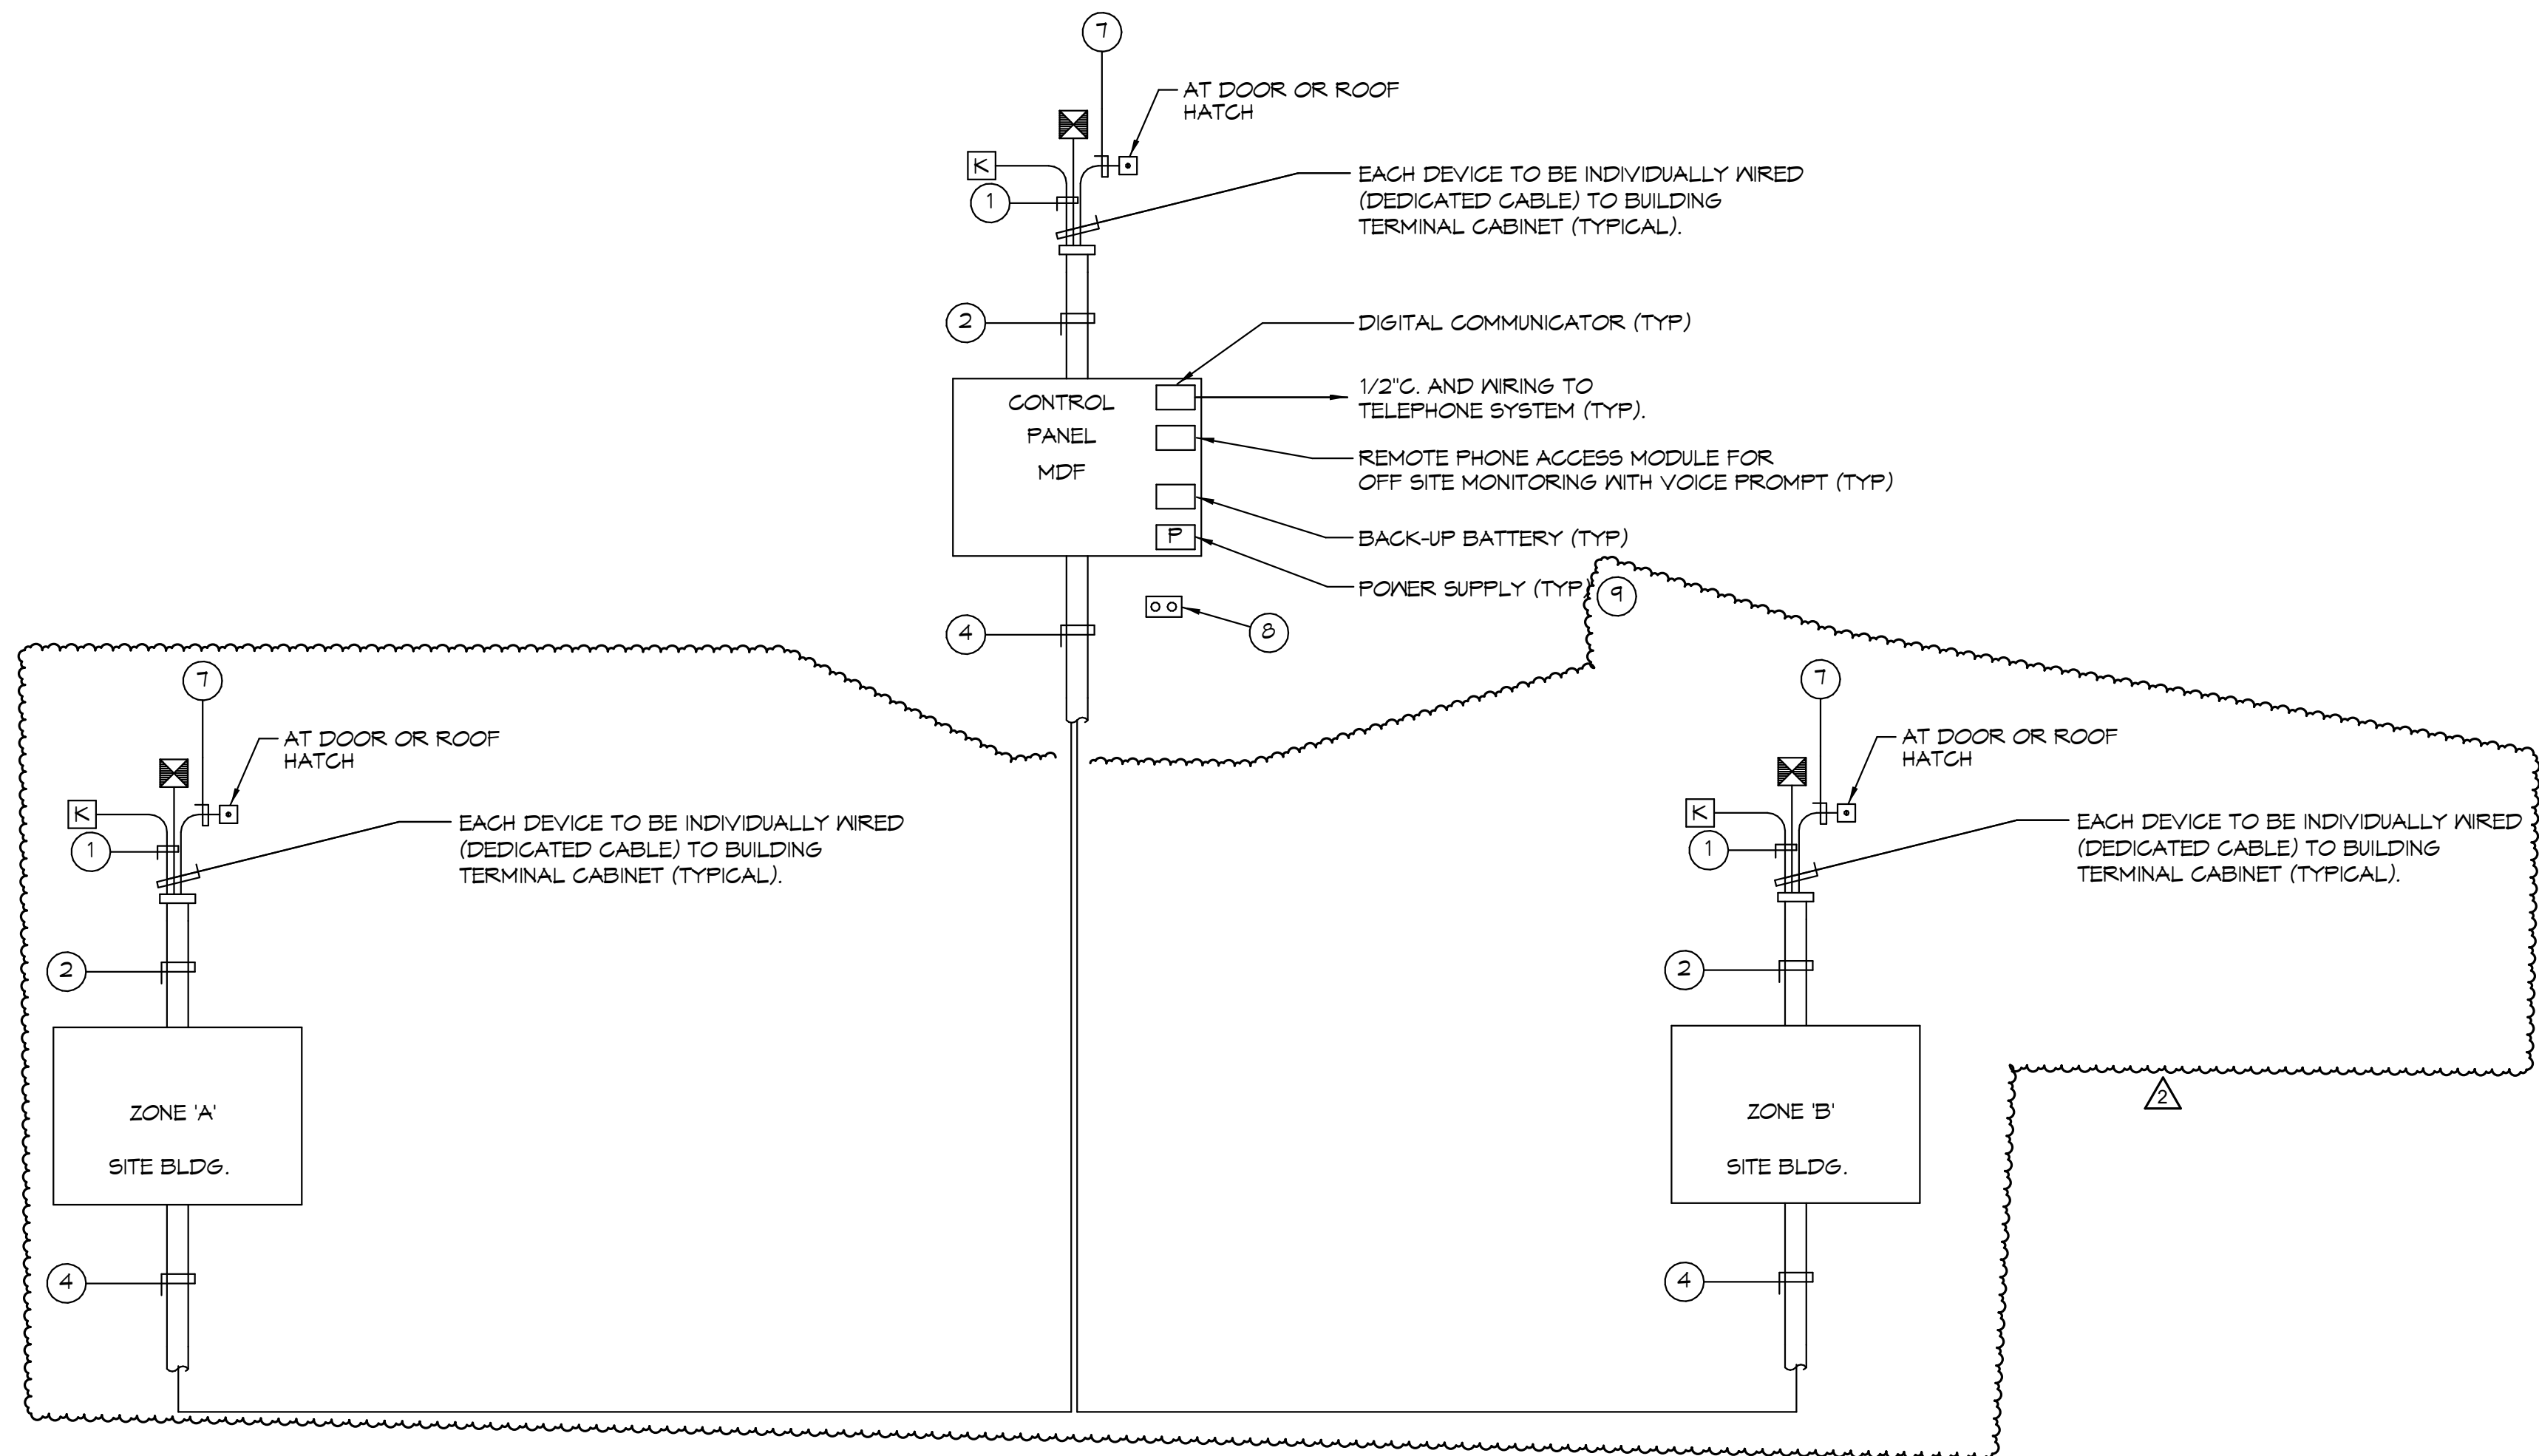 7
AT DOOR OR ROOF
HATCH
K
1
EACH DEVICE TO BE INDIVIDUALLY WIRED
(DEDICATED CABLE) TO BUILDING
TERMINAL CABINET (TYPICAL).
2
DIGITAL COMMUNICATOR (TYP)
CONTROL
PANEL
MDF
1/2"C. AND WIRING TO
TELEPHONE SYSTEM (TYP).
REMOTE PHONE ACCESS MODULE FOR
OFF SITE MONITORING WITH VOICE PROMPT (TYP)
BACK-UP BATTERY (TYP)
P
POWER SUPPLY (TYP)
9
4
8
7
AT DOOR OR ROOF
HATCH
K
1
EACH DEVICE TO BE INDIVIDUALLY WIRED
(DEDICATED CABLE) TO BUILDING
TERMINAL CABINET (TYPICAL).
2
ZONE 'A'
SITE BLDG.
4
7
AT DOOR OR ROOF
HATCH
K
1
EACH DEVICE TO BE INDIVIDUALLY WIRED
(DEDICATED CABLE) TO BUILDING
TERMINAL CABINET (TYPICAL).
2
ZONE 'B'
SITE BLDG.
4
2